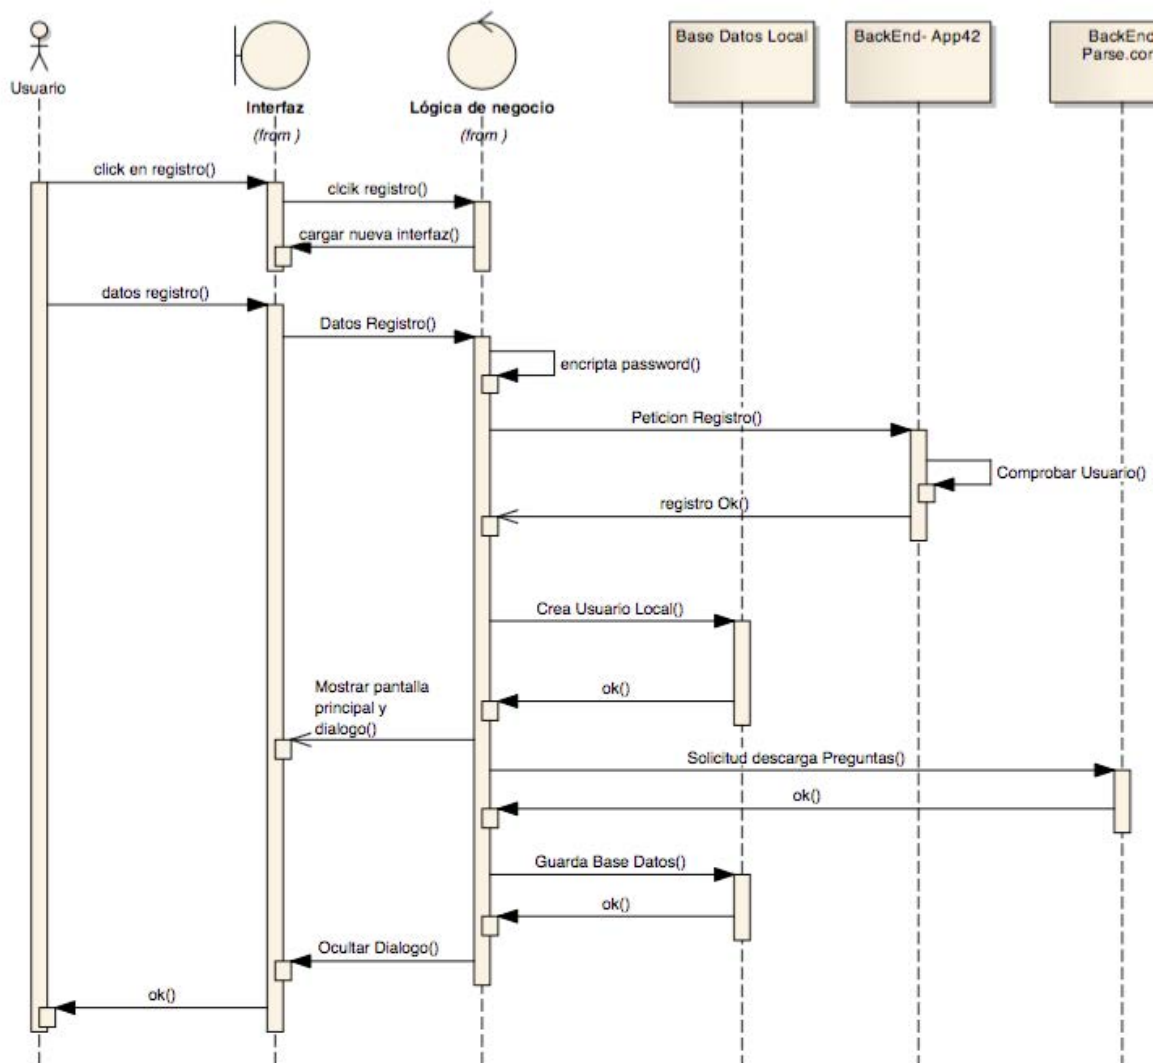 Base Datos Local
BackEnd- App42
BackEnd
Parse.com
Usuario
Interfaz
(from )
Lógica de negocio
(from )
click en registro()
clcik registro()
cargar nueva interfaz()
datos registro()
Datos Registro()
encripta password()
Peticion Registro()
Comprobar Usuario()
registro Ok()
Crea Usuario Local()
ok()
Mostrar pantalla
principal y
dialogo()
Solicitud descarga Preguntas()
ok()
Guarda Base Datos()
ok()
Ocultar Dialogo()
ok()